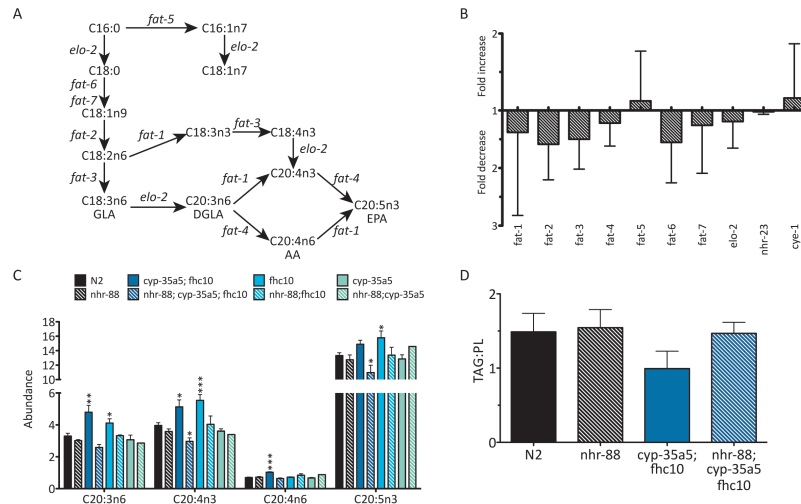 A
C16:0 fat-5 C16:1n7
elo-2 elo-2
C18:0 C18:1n7
fat-6
fat-7
C18:1n9
fat-2 fat-1 C18:3n3 fat-3 C18:4n3
C18:2n6 elo-2
fat-3 fat-1 C20:4n3 fat-4
C18:3n6 elo-2 C20:3n6 C20:5n3
GLA DGLA EPA
fat-4 fat-1
C20:4n6
AA
B
Fold increase
Fold decrease
2
1
2
3
fat-1 fat-2 fat-3 fat-4 fat-5 fat-6 fat-7 elo-2 nhr-23 cye-1
C
N2 cyp-35a5; fhc10 fhc10 cyp-35a5
nhr-88 nhr-88; cyp-35a5; fhc10 nhr-88;fhc10 nhr-88;cyp-35a5
Abundance
18
16
14
12
10
6
4
2
0
** * * * *** *** * *
C20:3n6 C20:4n3 C20:4n6 C20:5n3
D
TAG:PL
2
1
0
N2 nhr-88 cyp-35a5; nhr-88;
fhc10 cyp-35a5
fhc10